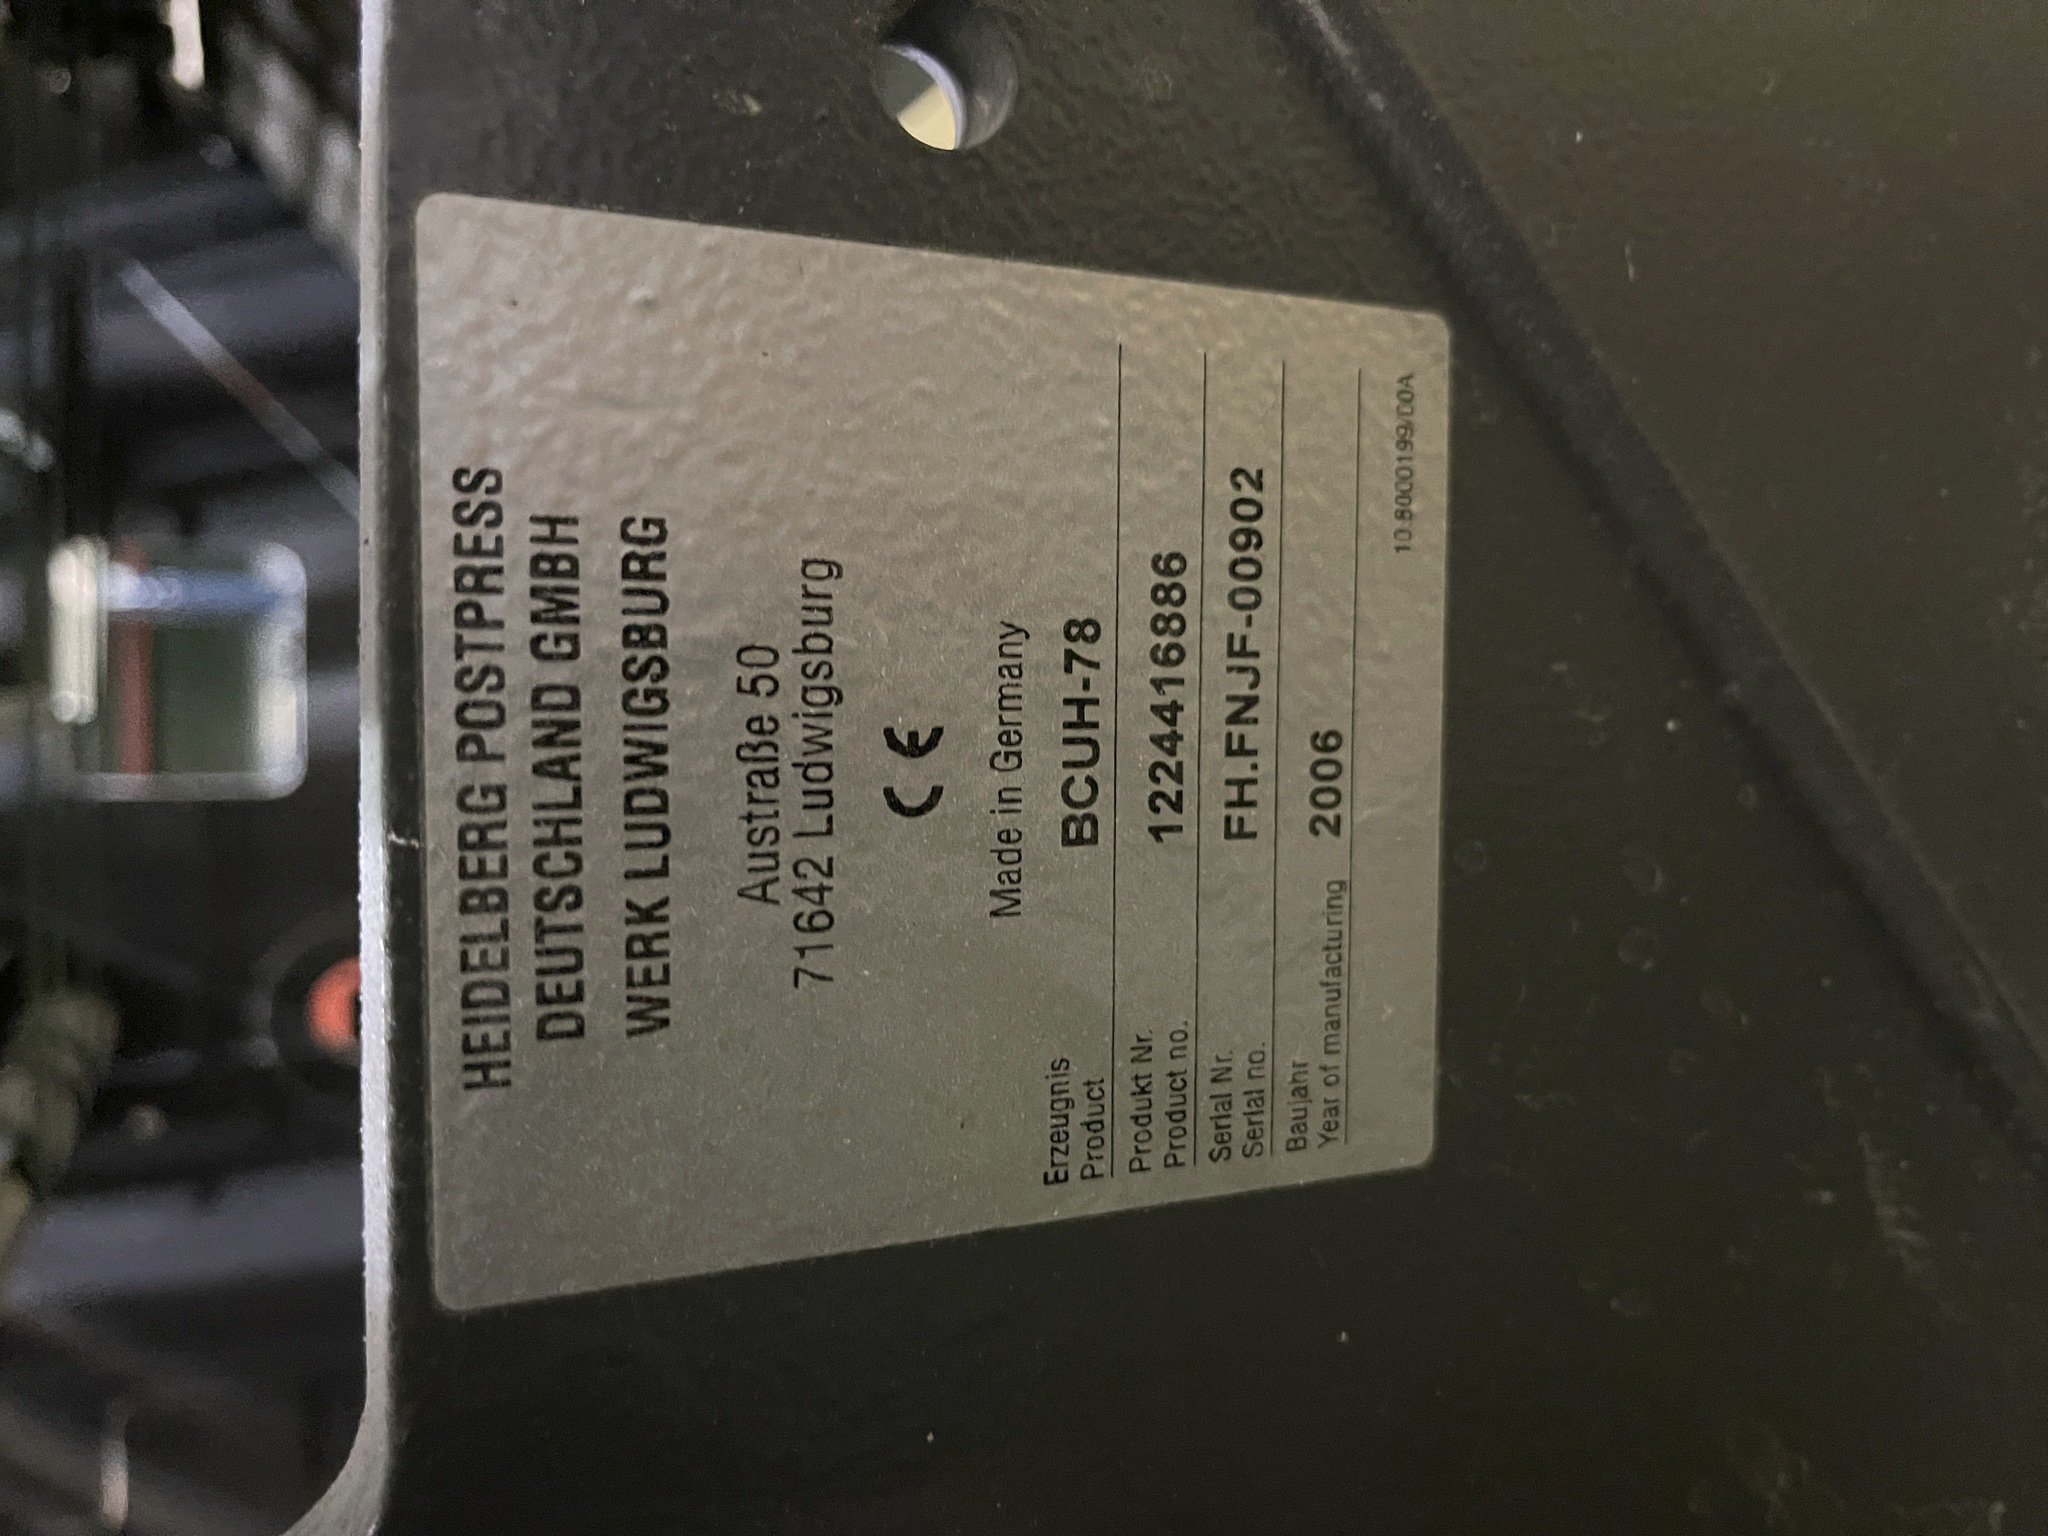 HEIDELBERG POSTPRESS
DEUTSCHLAND GMBH
WERK LUDWIGSBURG
Austraße 50
71642 Ludwigsburg
CE
Made in Germany
Erzeugnis
Product BCUH-78
Produkt Nr.
Product no. 1224416886
Serial Nr.
Serial no. FH.FNJF-00902
Baujahr
Year of manufacturing 2006
10.8000199/00A